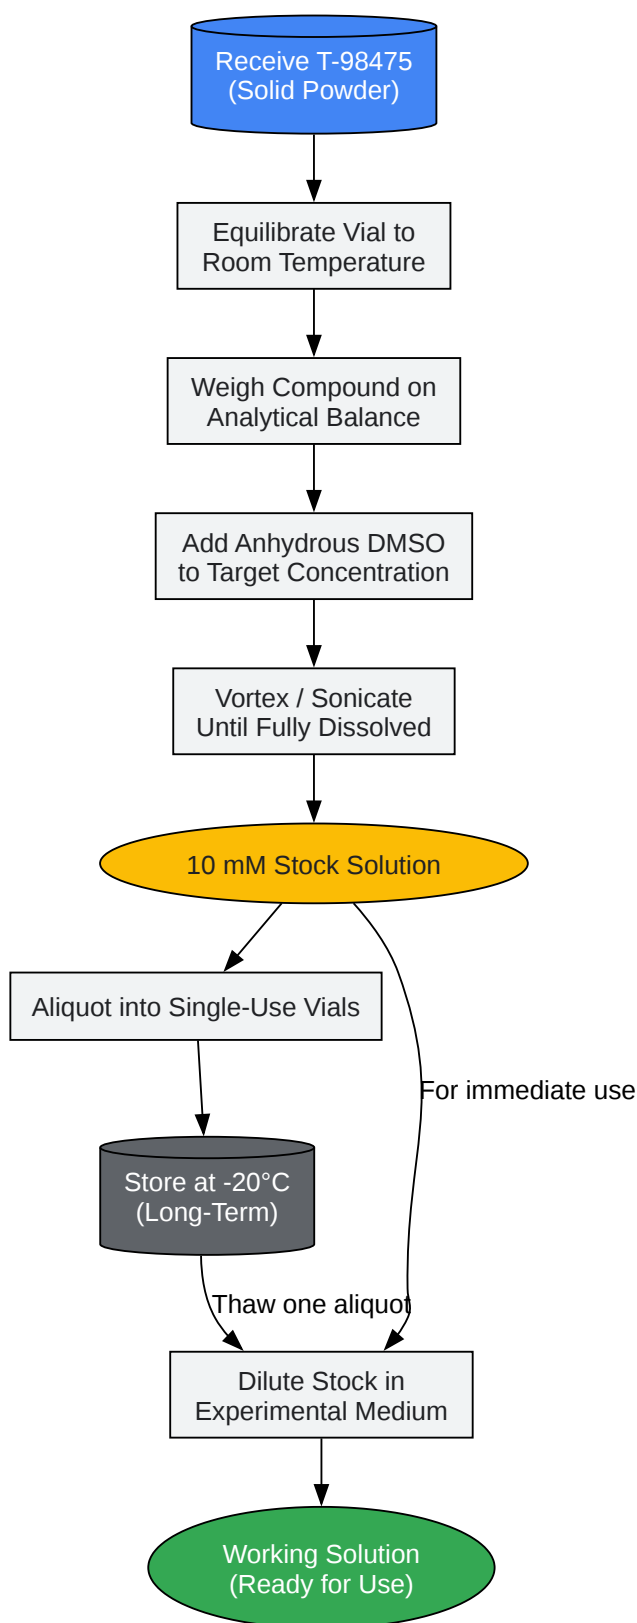 Receive T-98475
(Solid Powder)
Equilibrate Vial to
Room Temperature
Weigh Compound on
Analytical Balance
Add Anhydrous DMSO
to Target Concentration
Vortex / Sonicate
Until Fully Dissolved
10 mM Stock Solution
Aliquot into Single-Use Vials
For immediate use
Store at -20°C
(Long-Term)
Thaw one aliquot
Dilute Stock in
Experimental Medium
Working Solution
(Ready for Use)